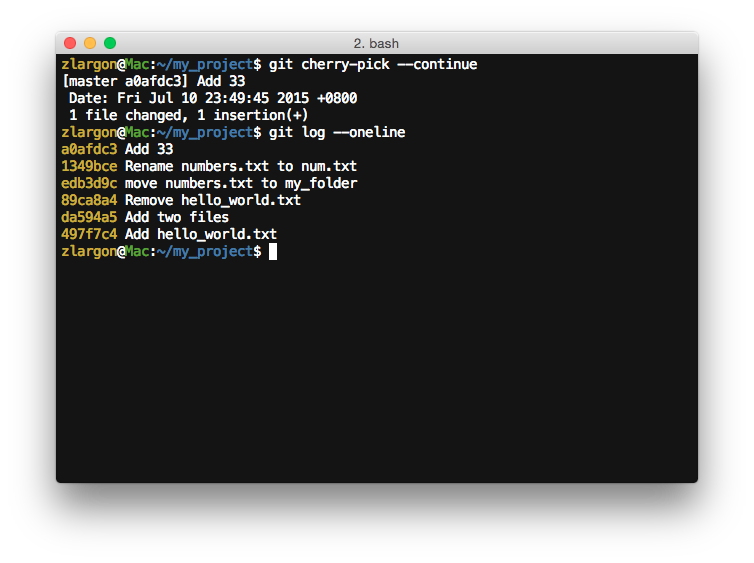 2. bash
zlargon@Mac:~/my_project$ git cherry-pick --continue
[master a0afdc3] Add 33
 Date: Fri Jul 10 23:49:45 2015 +0800
 1 file changed, 1 insertion(+)
zlargon@Mac:~/my_project$ git log --oneline
a0afdc3 Add 33
1349bce Rename numbers.txt to num.txt
edb3d9c move numbers.txt to my_folder
89ca8a4 Remove hello_world.txt
da594a5 Add two files
497f7c4 Add hello_world.txt
zlargon@Mac:~/my_project$